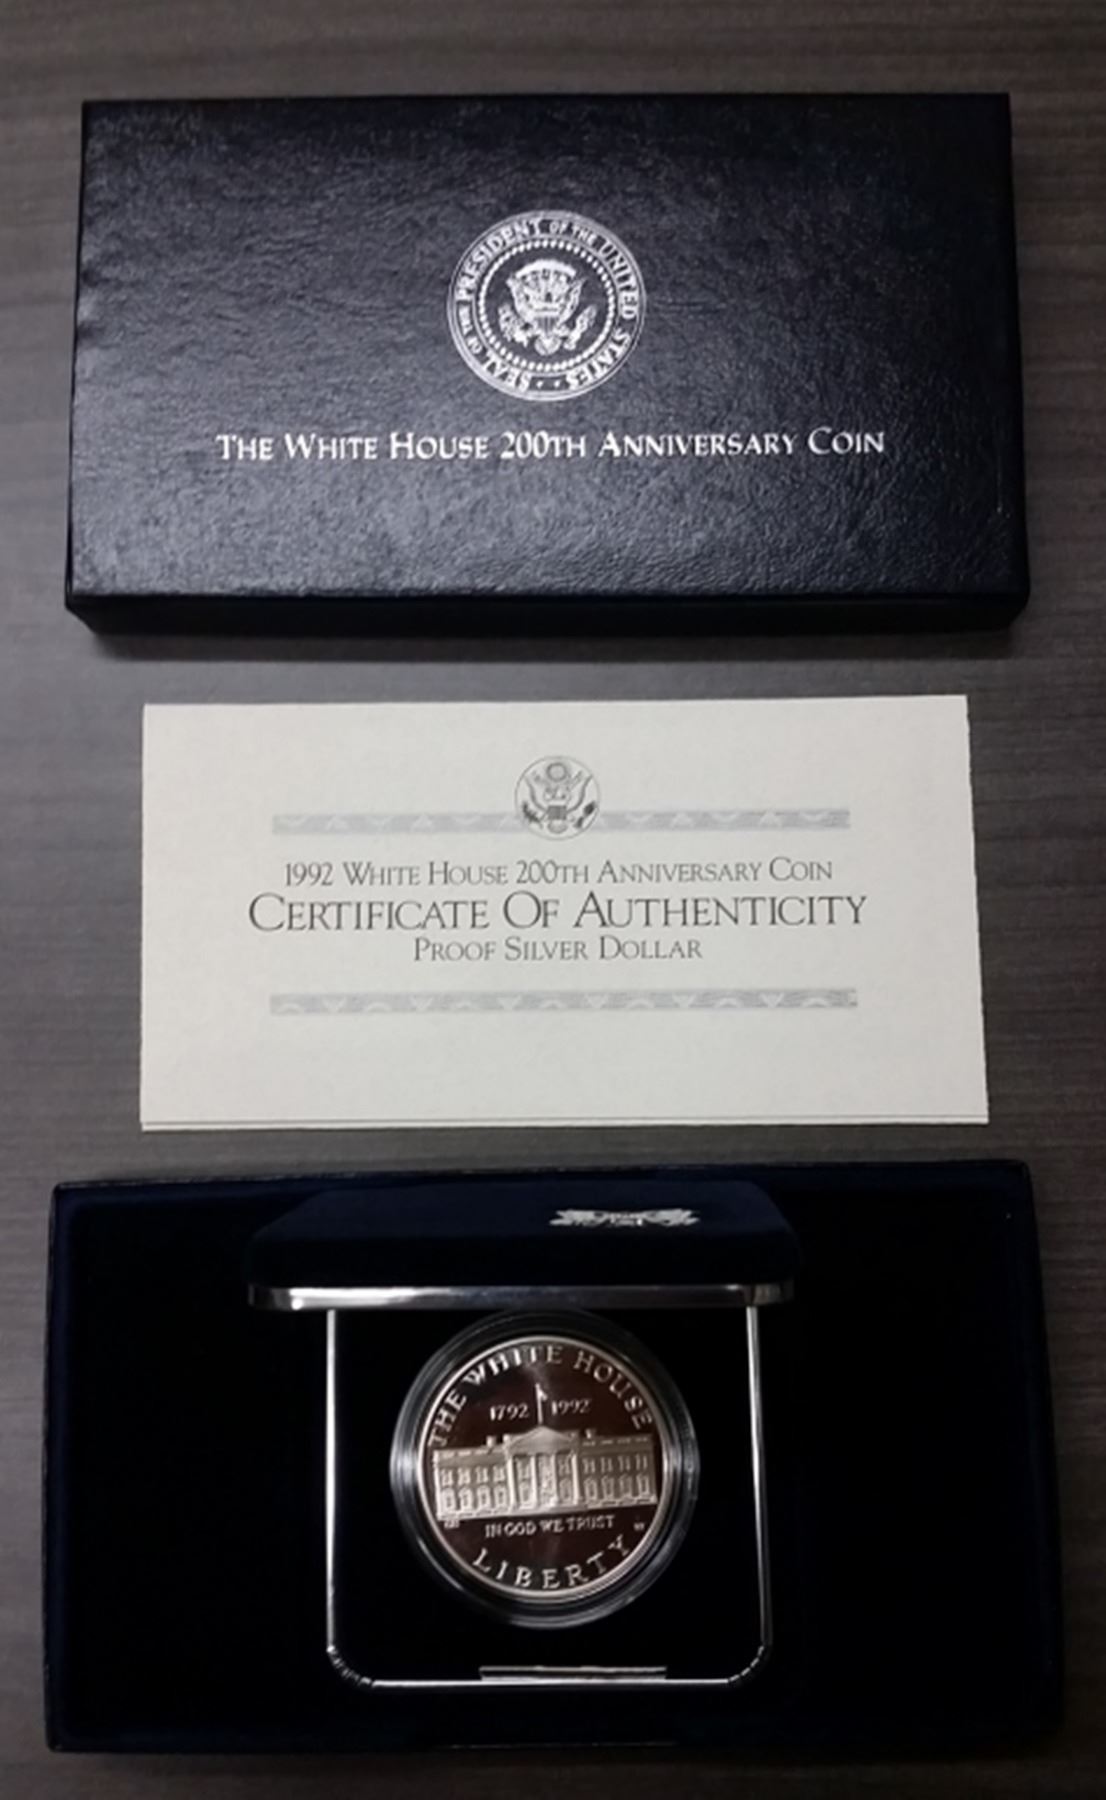 SEAL OF THE PRESIDENT OF THE UNITED STATES
THE WHITE HOUSE 200TH ANNIVERSARY COIN
1992 WHITE HOUSE 200TH ANNIVERSARY COIN
CERTIFICATE OF AUTHENTICITY
PROOF SILVER DOLLAR
THE WHITE HOUSE
1792 1992
IN GOD WE TRUST
LIBERTY